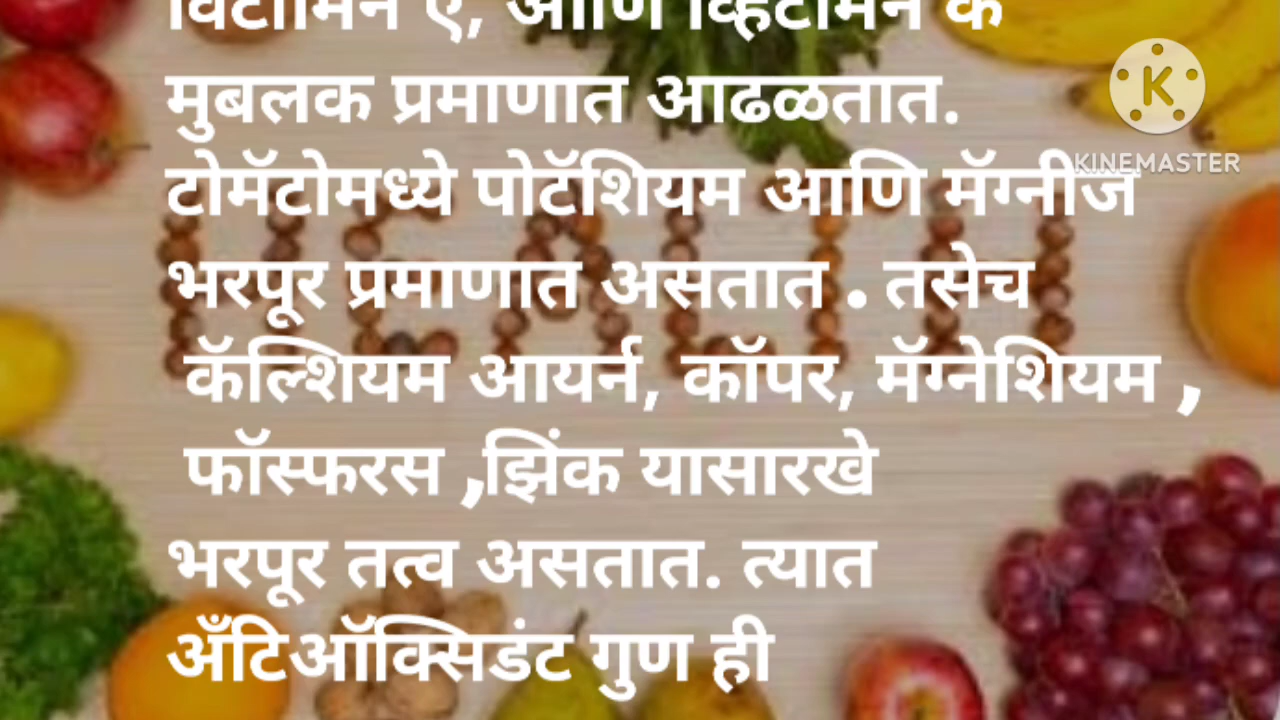 विटामिन ए, आणि व्हिटामिन के
मुबलक प्रमाणात आढळतात.
टोमॅटोमध्ये पोटॅशियम आणि मॅग्नीज
भरपूर प्रमाणात असतात . तसेच
कॅल्शियम आयर्न, कॉपर, मॅग्नेशियम ,
फॉस्फरस ,झिंक यासारखे
भरपूर तत्व असतात. त्यात
अँटिऑक्सिडंट गुण ही
HEALTH
KINEMASTER